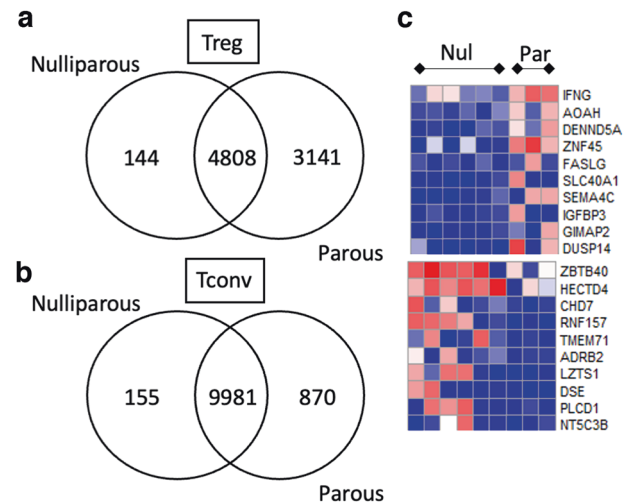 a
Treg
Nulliparous
144
4808
3141
Parous
b
Tconv
Nulliparous
155
9981
870
Parous
c
Nul
Par
IFNG
AOAH
DENND5A
ZNF45
FASLG
SLC40A1
SEMA4C
IGFBP3
GIMAP2
DUSP14
ZBTB40
HECTD4
CHD7
RNF157
TMEM71
ADRB2
LZTS1
DSE
PLCD1
NT5C3B